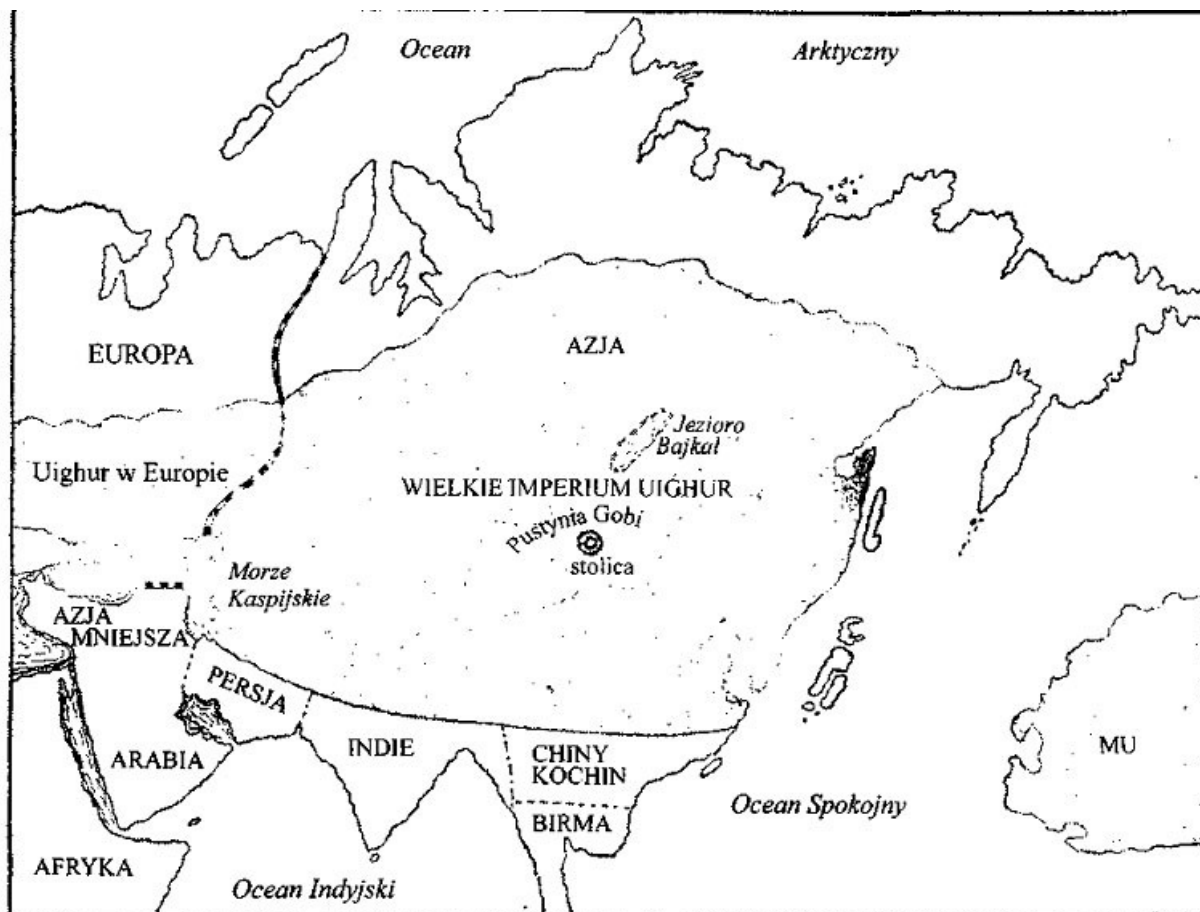 Ocean
Arktyczny
EUROPA
AZJA
Jezioro
Bajkał
Uighur w Europie
WIELKIE IMPERIUM UIGHUR
Pustynia Gobi
stolica
Morze
Kaspijskie
AZJA
MNIEJSZA
PERSJA
ARABIA
INDIE
CHINY
KOCHIN
MU
BIRMA
Ocean Spokojny
AFRYKA
Ocean Indyjski